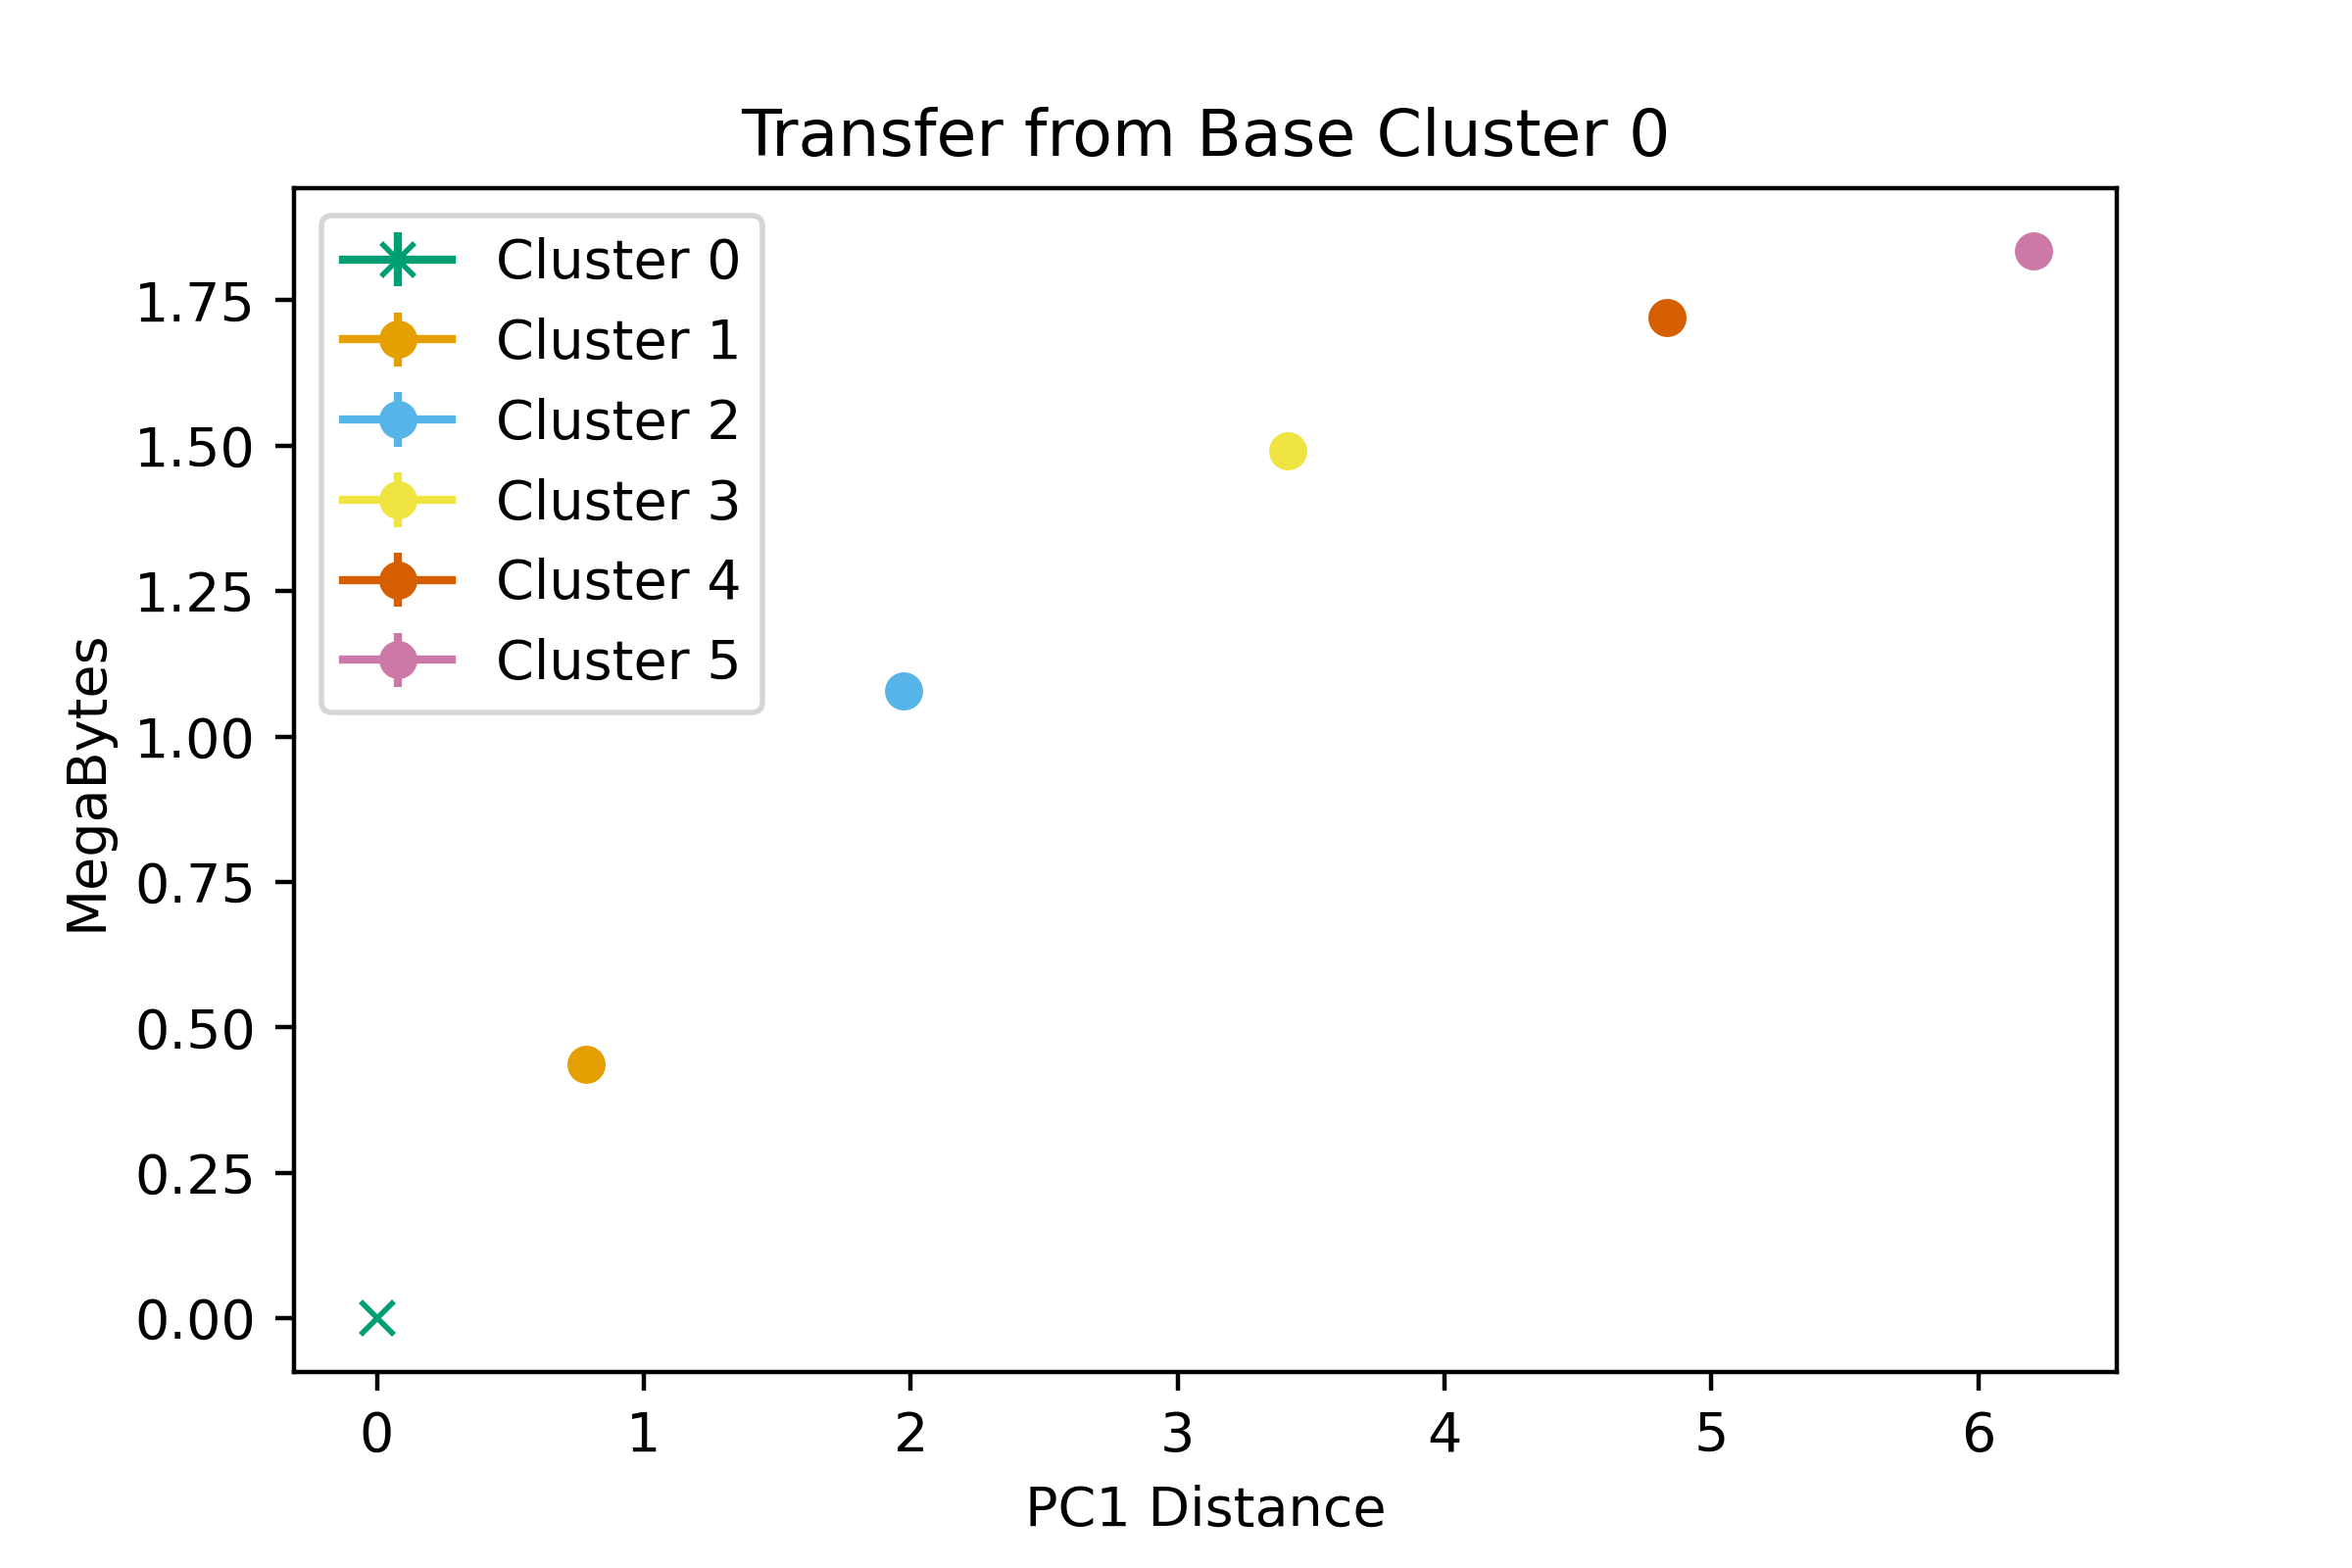 Transfer from Base Cluster 0
Cluster 0
Cluster 1
Cluster 2
Cluster 3
Cluster 4
Cluster 5
MegaBytes
1.75
1.50
1.25
1.00
0.75
0.50
0.25
0.00
0 1 2 3 4 5 6
PC1 Distance